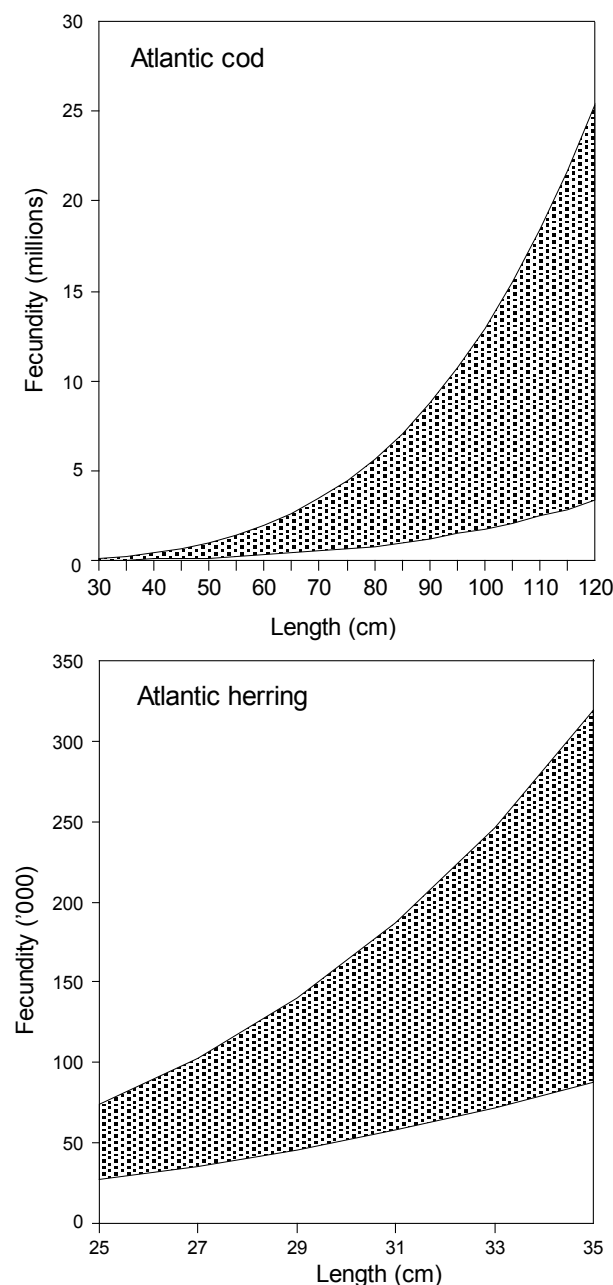 Atlantic cod
Fecundity (millions)
30
25
20
15
10
5
0
30 40 50 60 70 80 90 100 110 120
Length (cm)
Atlantic herring
Fecundity ('000)
350
300
250
200
150
100
50
0
25 27 29 31 33 35
Length (cm)